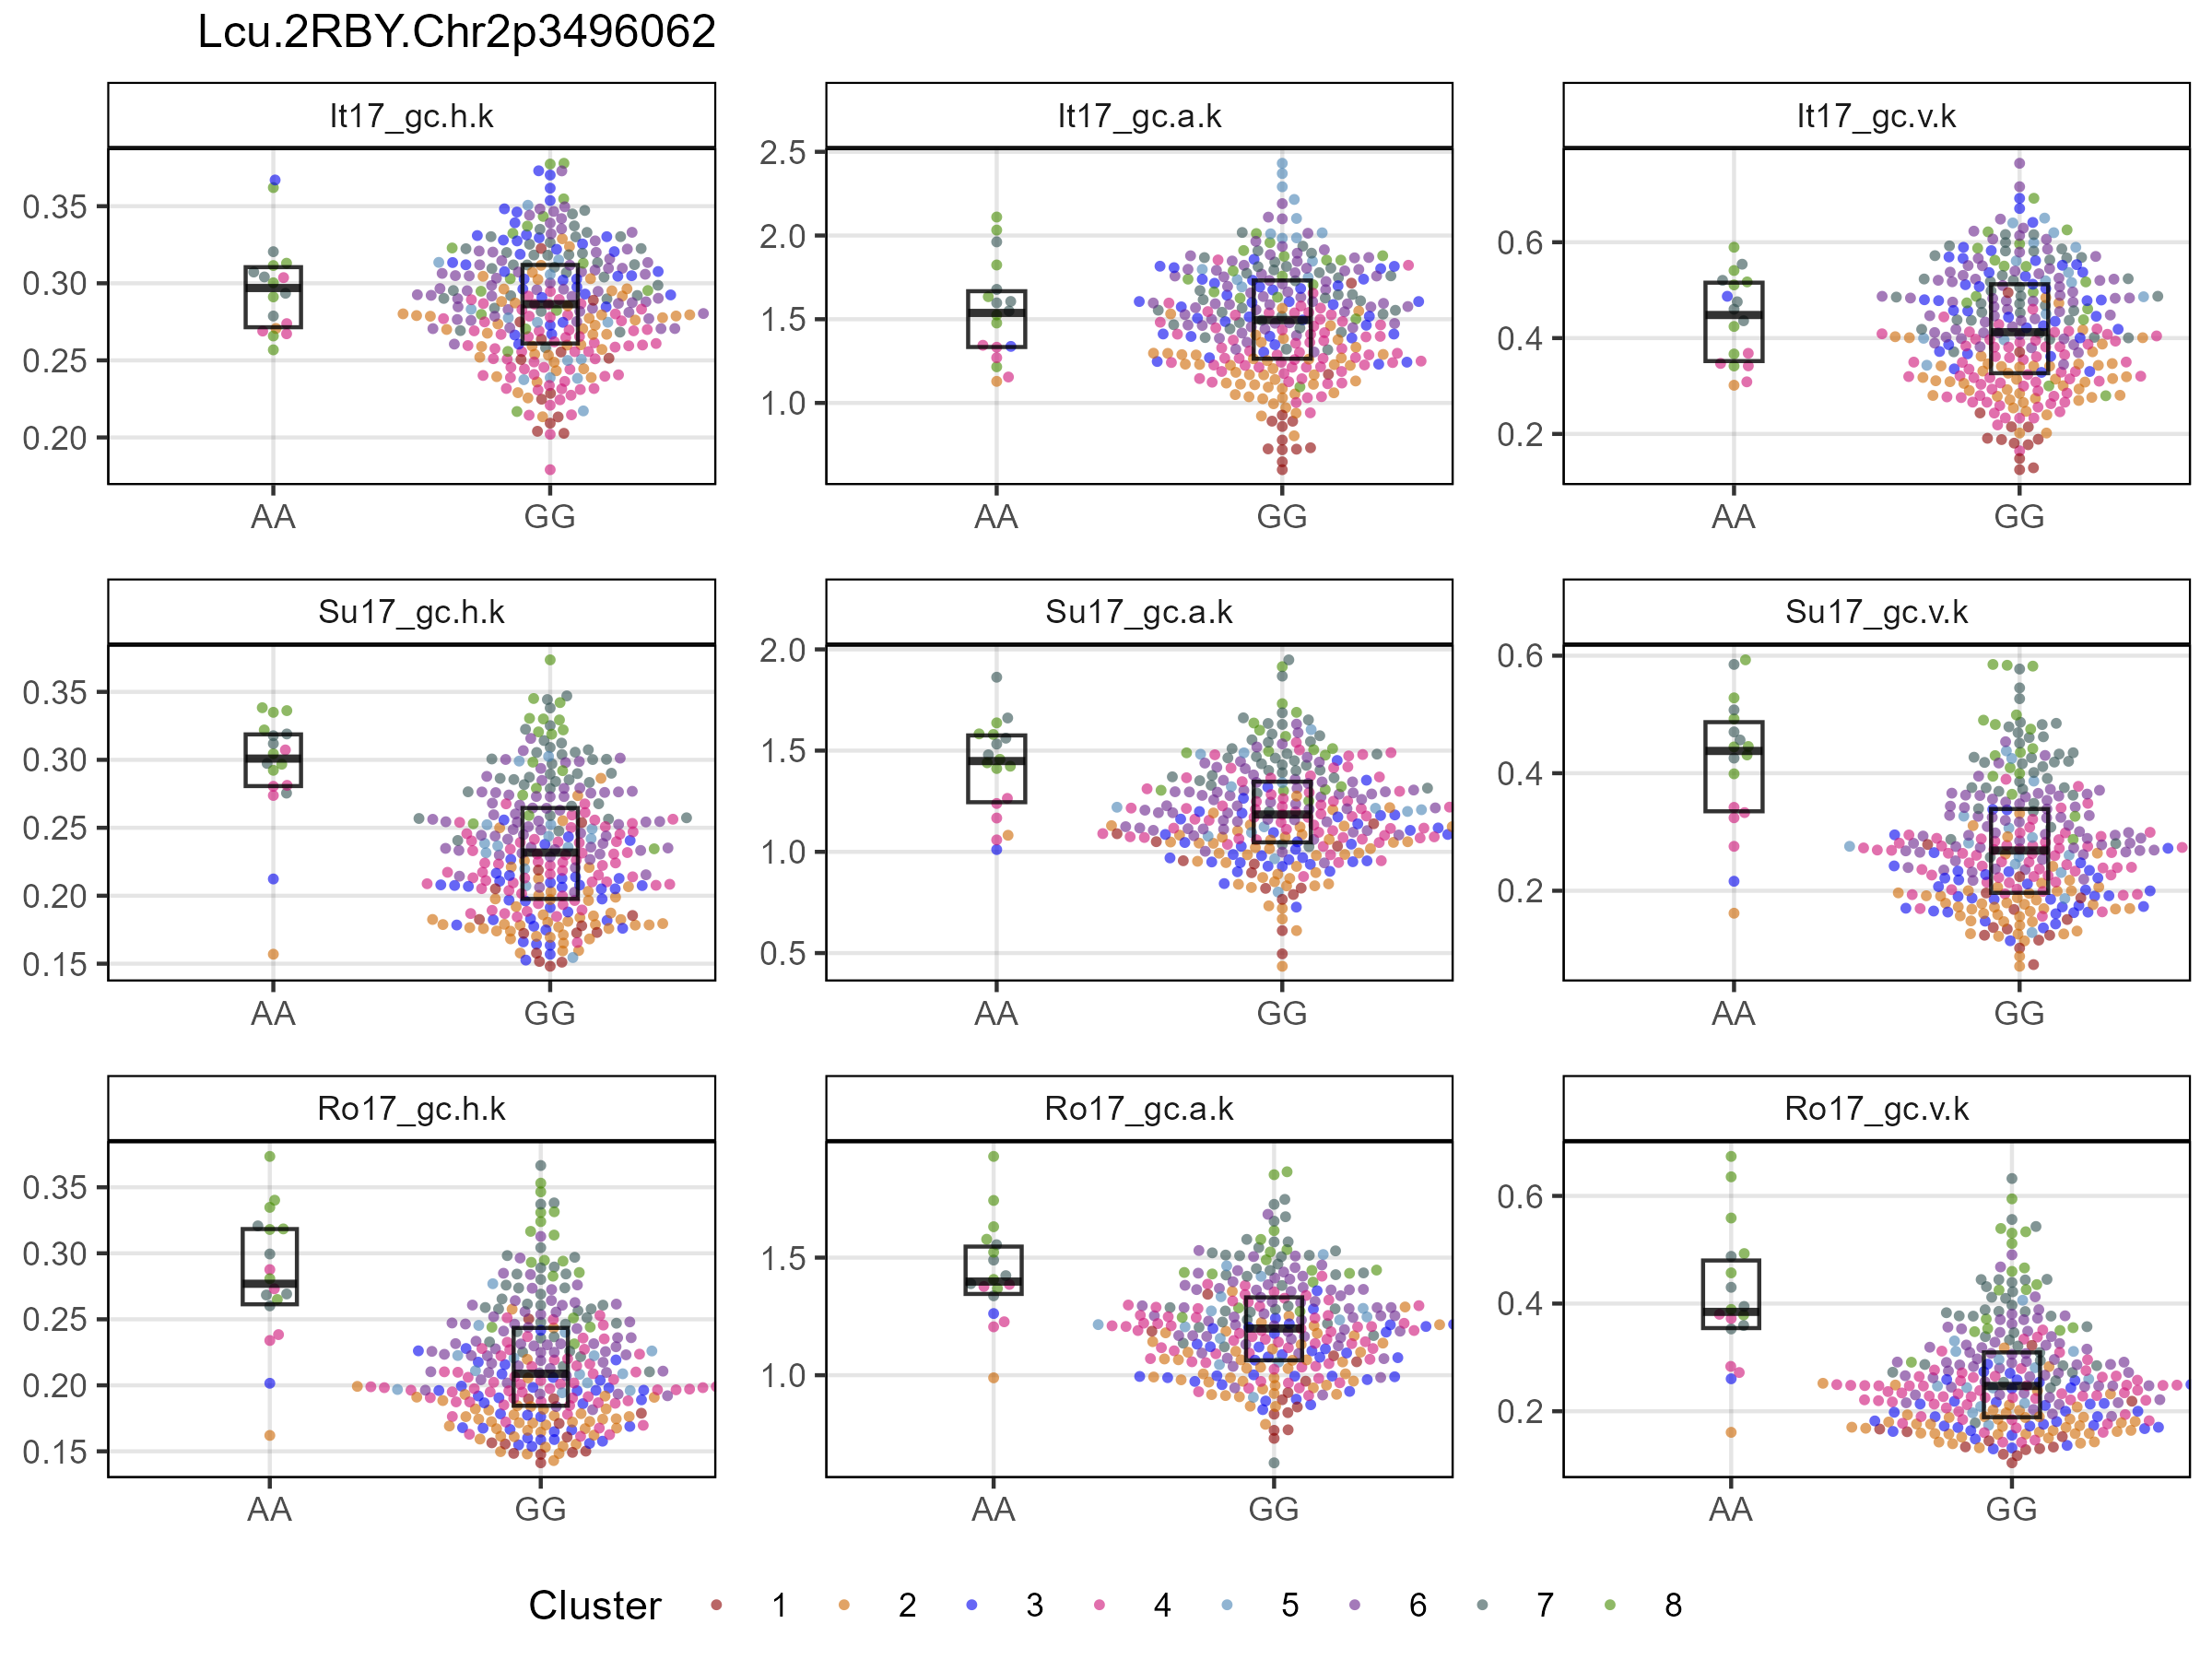 Lcu.2RBY.Chr2p3496062
It17_gc.h.k
It17_gc.a.k
It17_gc.v.k
0.35
0.30
0.25
0.20
AA GG
2.5
2.0
1.5
1.0
AA GG
0.6
0.4
0.2
AA GG
Su17_gc.h.k
Su17_gc.a.k
Su17_gc.v.k
0.35
0.30
0.25
0.20
0.15
AA GG
2.0
1.5
1.0
0.5
AA GG
0.6
0.4
0.2
AA GG
Ro17_gc.h.k
Ro17_gc.a.k
Ro17_gc.v.k
0.35
0.30
0.25
0.20
0.15
AA GG
1.5
1.0
AA GG
0.6
0.4
0.2
AA GG
Cluster 1 2 3 4 5 6 7 8